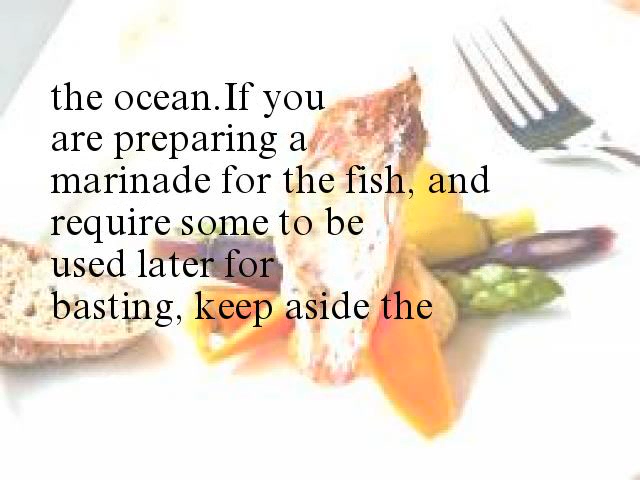 the ocean.If you
are preparing a
marinade for the fish, and
require some to be
used later for
basting, keep aside the